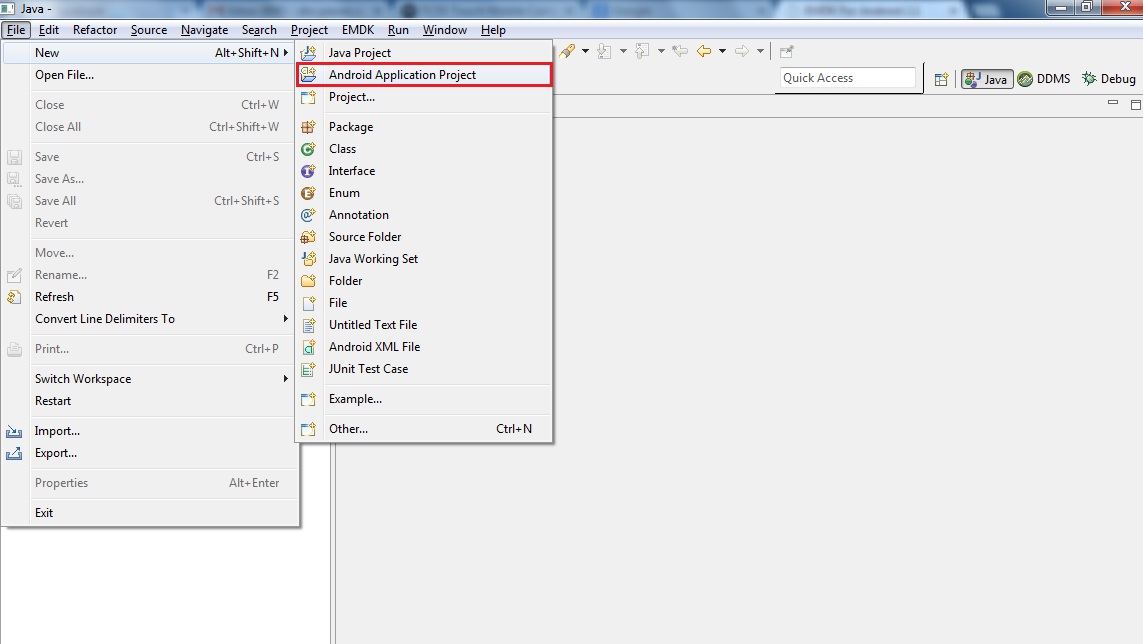 Java -
File Edit Refactor Source Navigate Search Project EMDK Run Window Help
New Alt+Shift+N
Open File...
Close Ctrl+W
Close All Ctrl+Shift+W
Save Ctrl+S
Save As...
Save All Ctrl+Shift+S
Revert
Move...
Rename... F2
Refresh F5
Convert Line Delimiters To
Print... Ctrl+P
Switch Workspace
Restart
Import...
Export...
Properties Alt+Enter
Exit
Java Project
Android Application Project
Project...
Package
Class
Interface
Enum
Annotation
Source Folder
Java Working Set
Folder
File
Untitled Text File
Android XML File
JUnit Test Case
Example...
Other... Ctrl+N
Quick Access
Java DDMS Debug